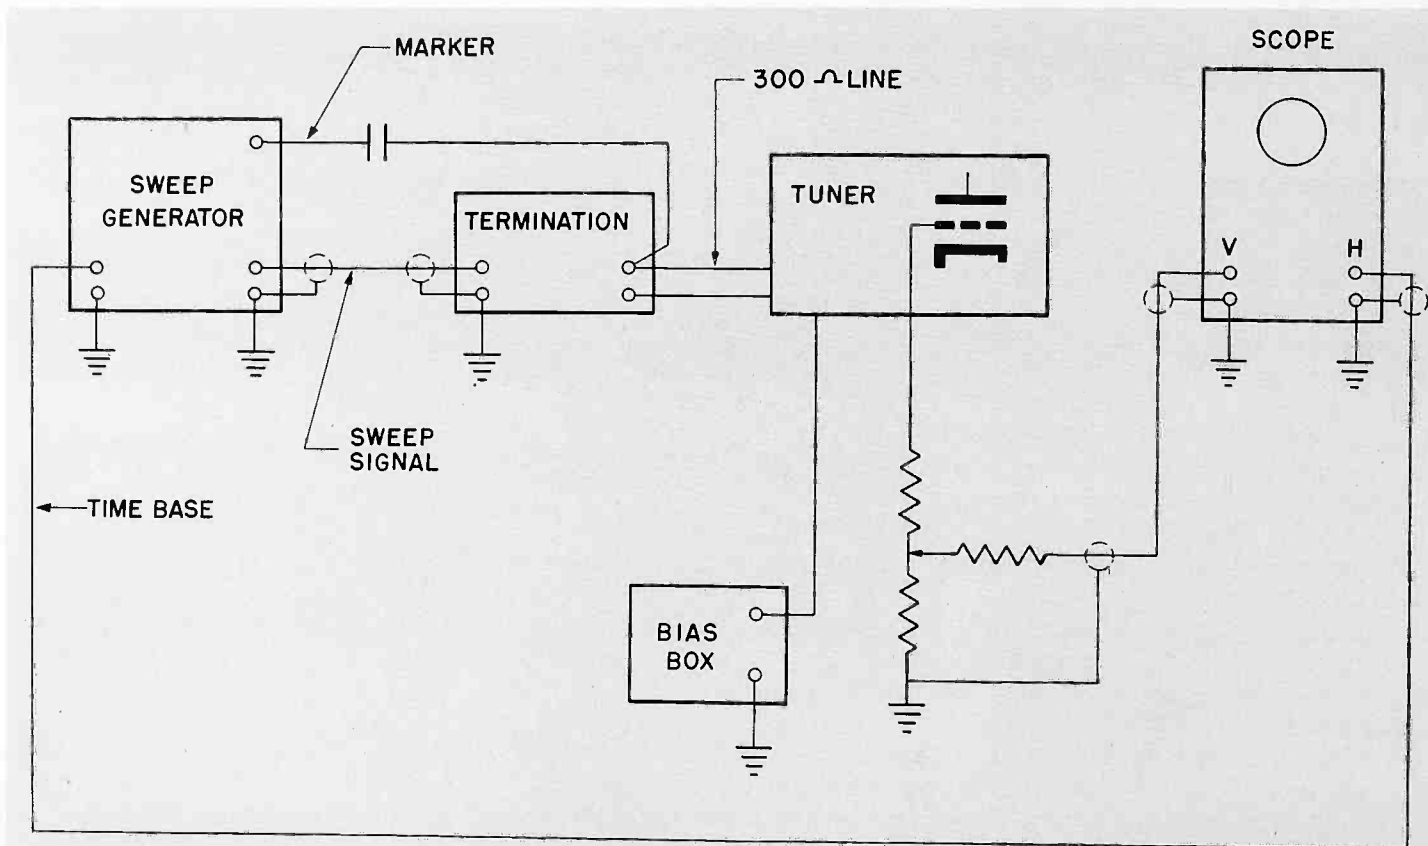 MARKER
SCOPE
300 Ω LINE
SWEEP
GENERATOR
TERMINATION
TUNER
V
H
SWEEP
SIGNAL
TIME BASE
BIAS
BOX